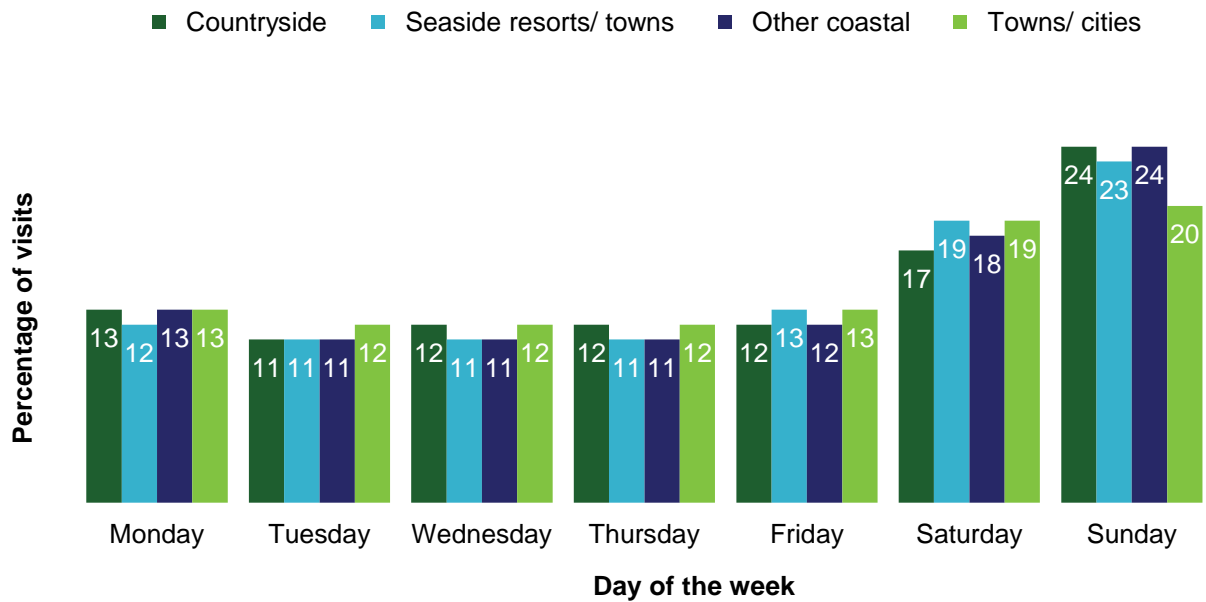 Countryside Seaside resorts/ towns Other coastal Towns/ cities
Percentage of visits
13 12 13 13
11 11 11 12
12 11 11 12
12 11 11 12
12 13 12 13
17 19 18 19
24 23 24 20
Monday Tuesday Wednesday Thursday Friday Saturday Sunday
Day of the week